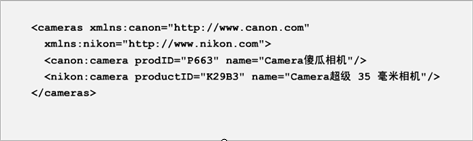 <cameras xmlns:canon="http://www.canon.com"
xmlns:nikon="http://www.nikon.com">
<canon:camera prodID="P663" name="Camera傻瓜相机"/>
<nikon:camera productID="K29B3" name="Camera超级 35 毫米相机"/>
</cameras>